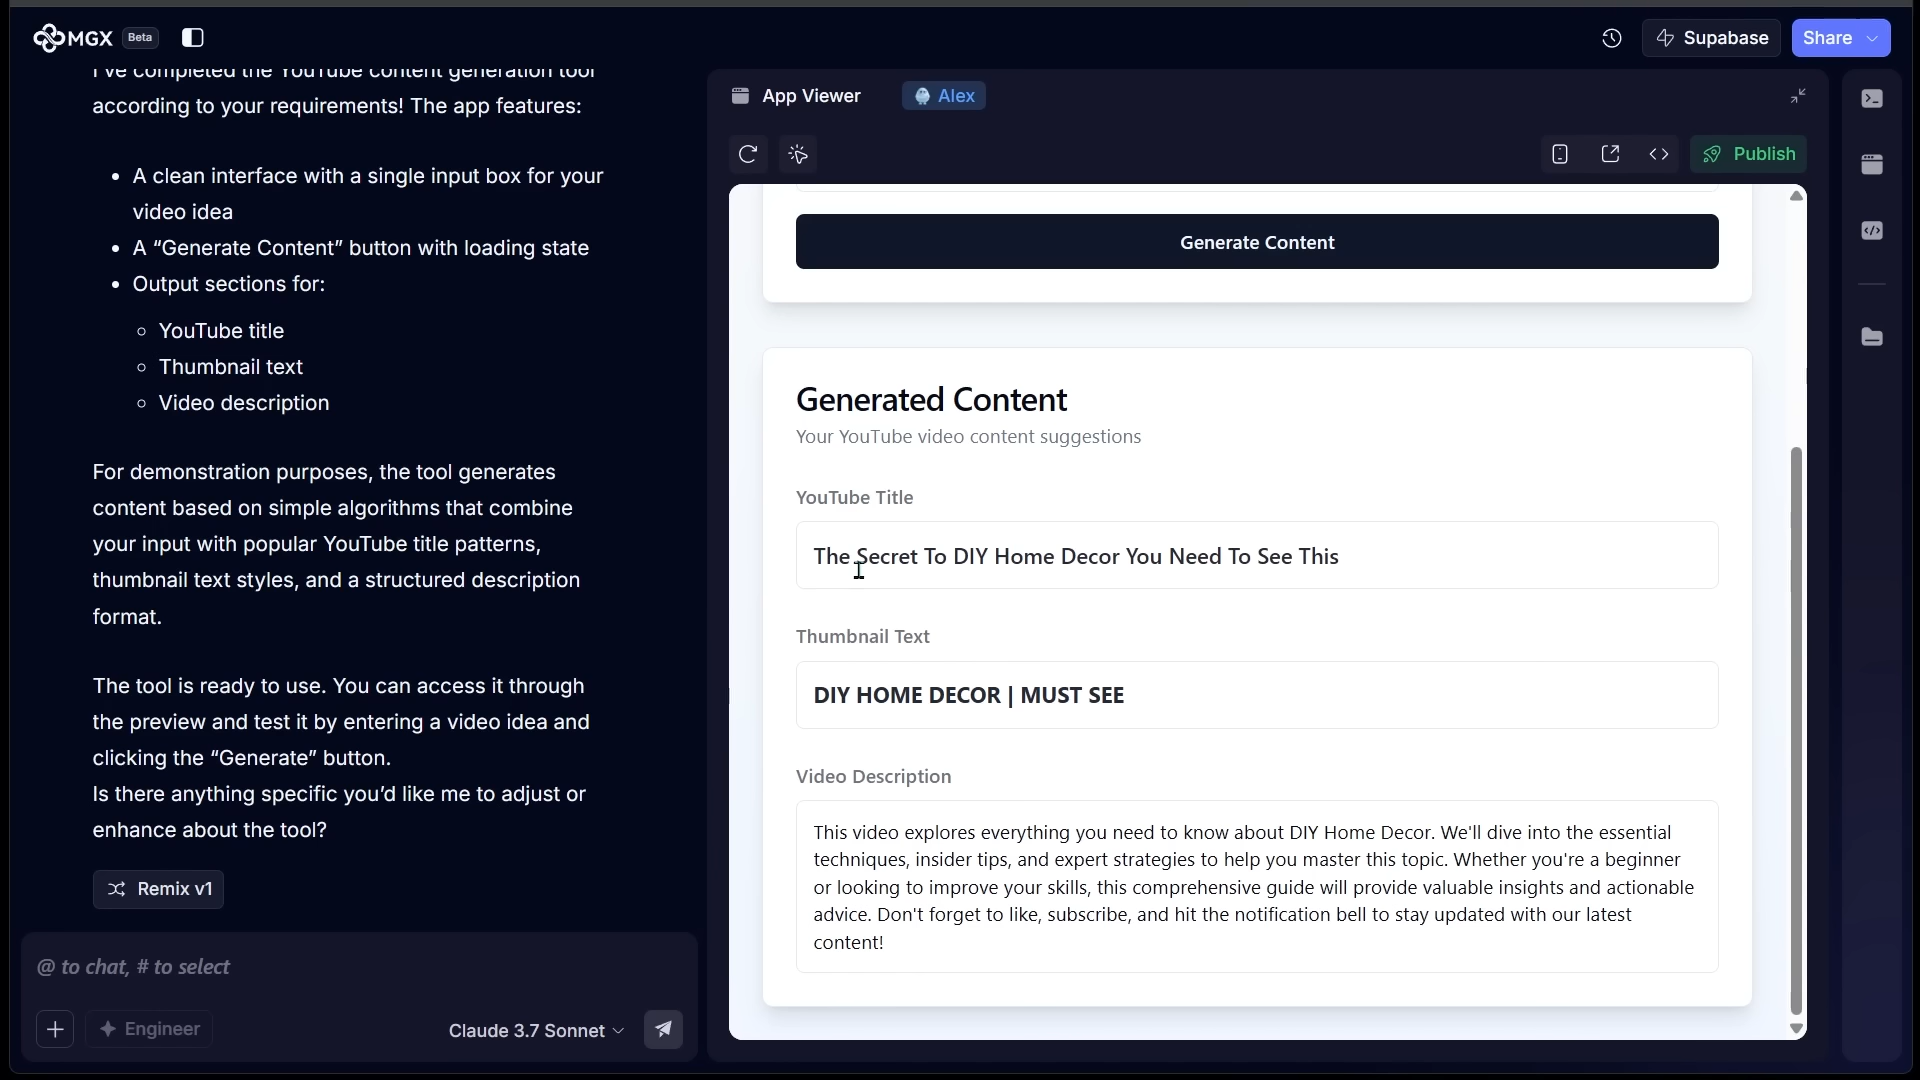 MGX Beta
Supabase
Share
I've completed the YouTube content generation tool
according to your requirements! The app features:
• A clean interface with a single input box for your
video idea
• A “Generate Content” button with loading state
• Output sections for:
◦ YouTube title
◦ Thumbnail text
◦ Video description
For demonstration purposes, the tool generates
content based on simple algorithms that combine
your input with popular YouTube title patterns,
thumbnail text styles, and a structured description
format.
The tool is ready to use. You can access it through
the preview and test it by entering a video idea and
clicking the “Generate” button.
Is there anything specific you’d like me to adjust or
enhance about the tool?
Remix v1
@ to chat, # to select
Engineer
Claude 3.7 Sonnet
App Viewer
Alex
Publish
Generate Content
Generated Content
Your YouTube video content suggestions
YouTube Title
The Secret To DIY Home Decor You Need To See This
Thumbnail Text
DIY HOME DECOR | MUST SEE
Video Description
This video explores everything you need to know about DIY Home Decor. We'll dive into the essential
techniques, insider tips, and expert strategies to help you master this topic. Whether you're a beginner
or looking to improve your skills, this comprehensive guide will provide valuable insights and actionable
advice. Don't forget to like, subscribe, and hit the notification bell to stay updated with our latest
content!